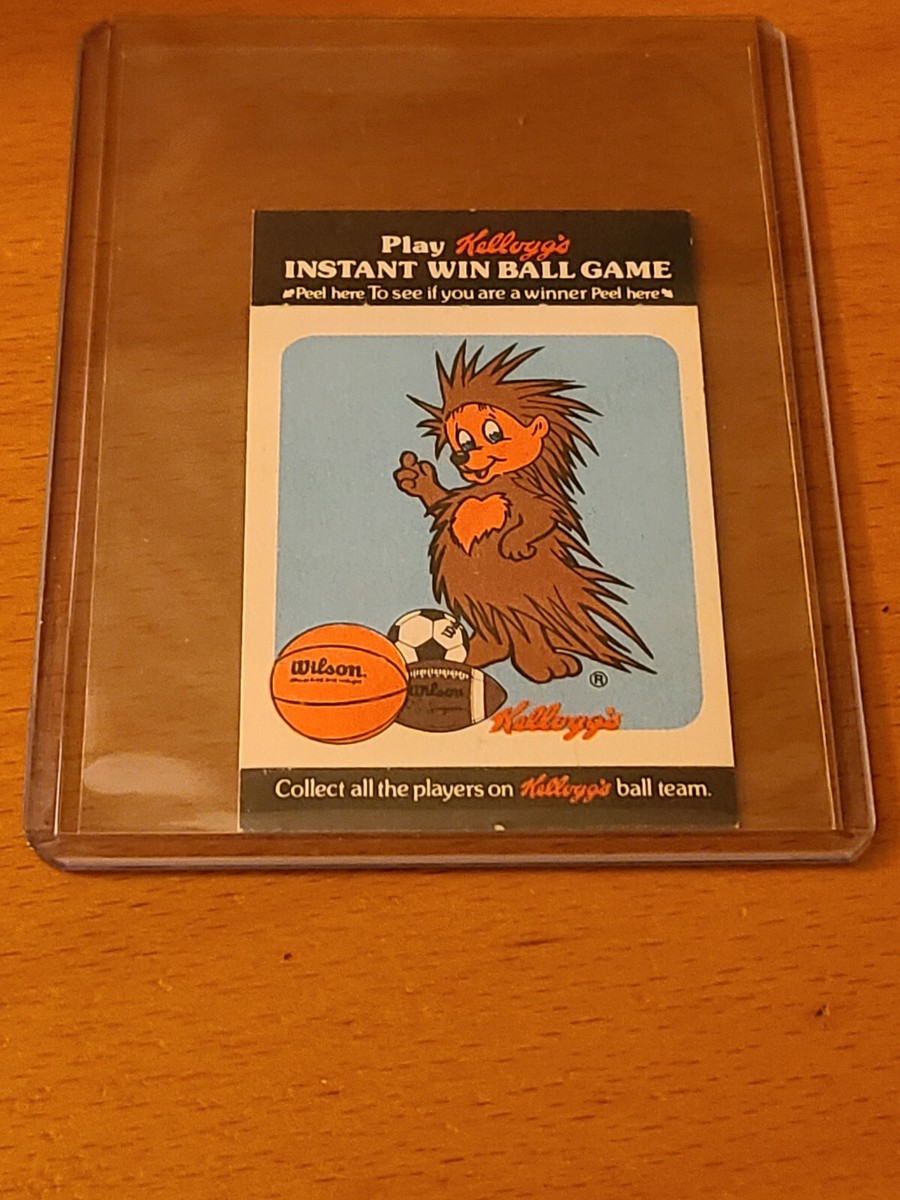 Play Kellogg's
INSTANT WIN BALL GAME
Peel here To see if you are a winner Peel here
Wilson
Wilson
®
Kellogg's
Collect all the players on Kellogg's ball team.